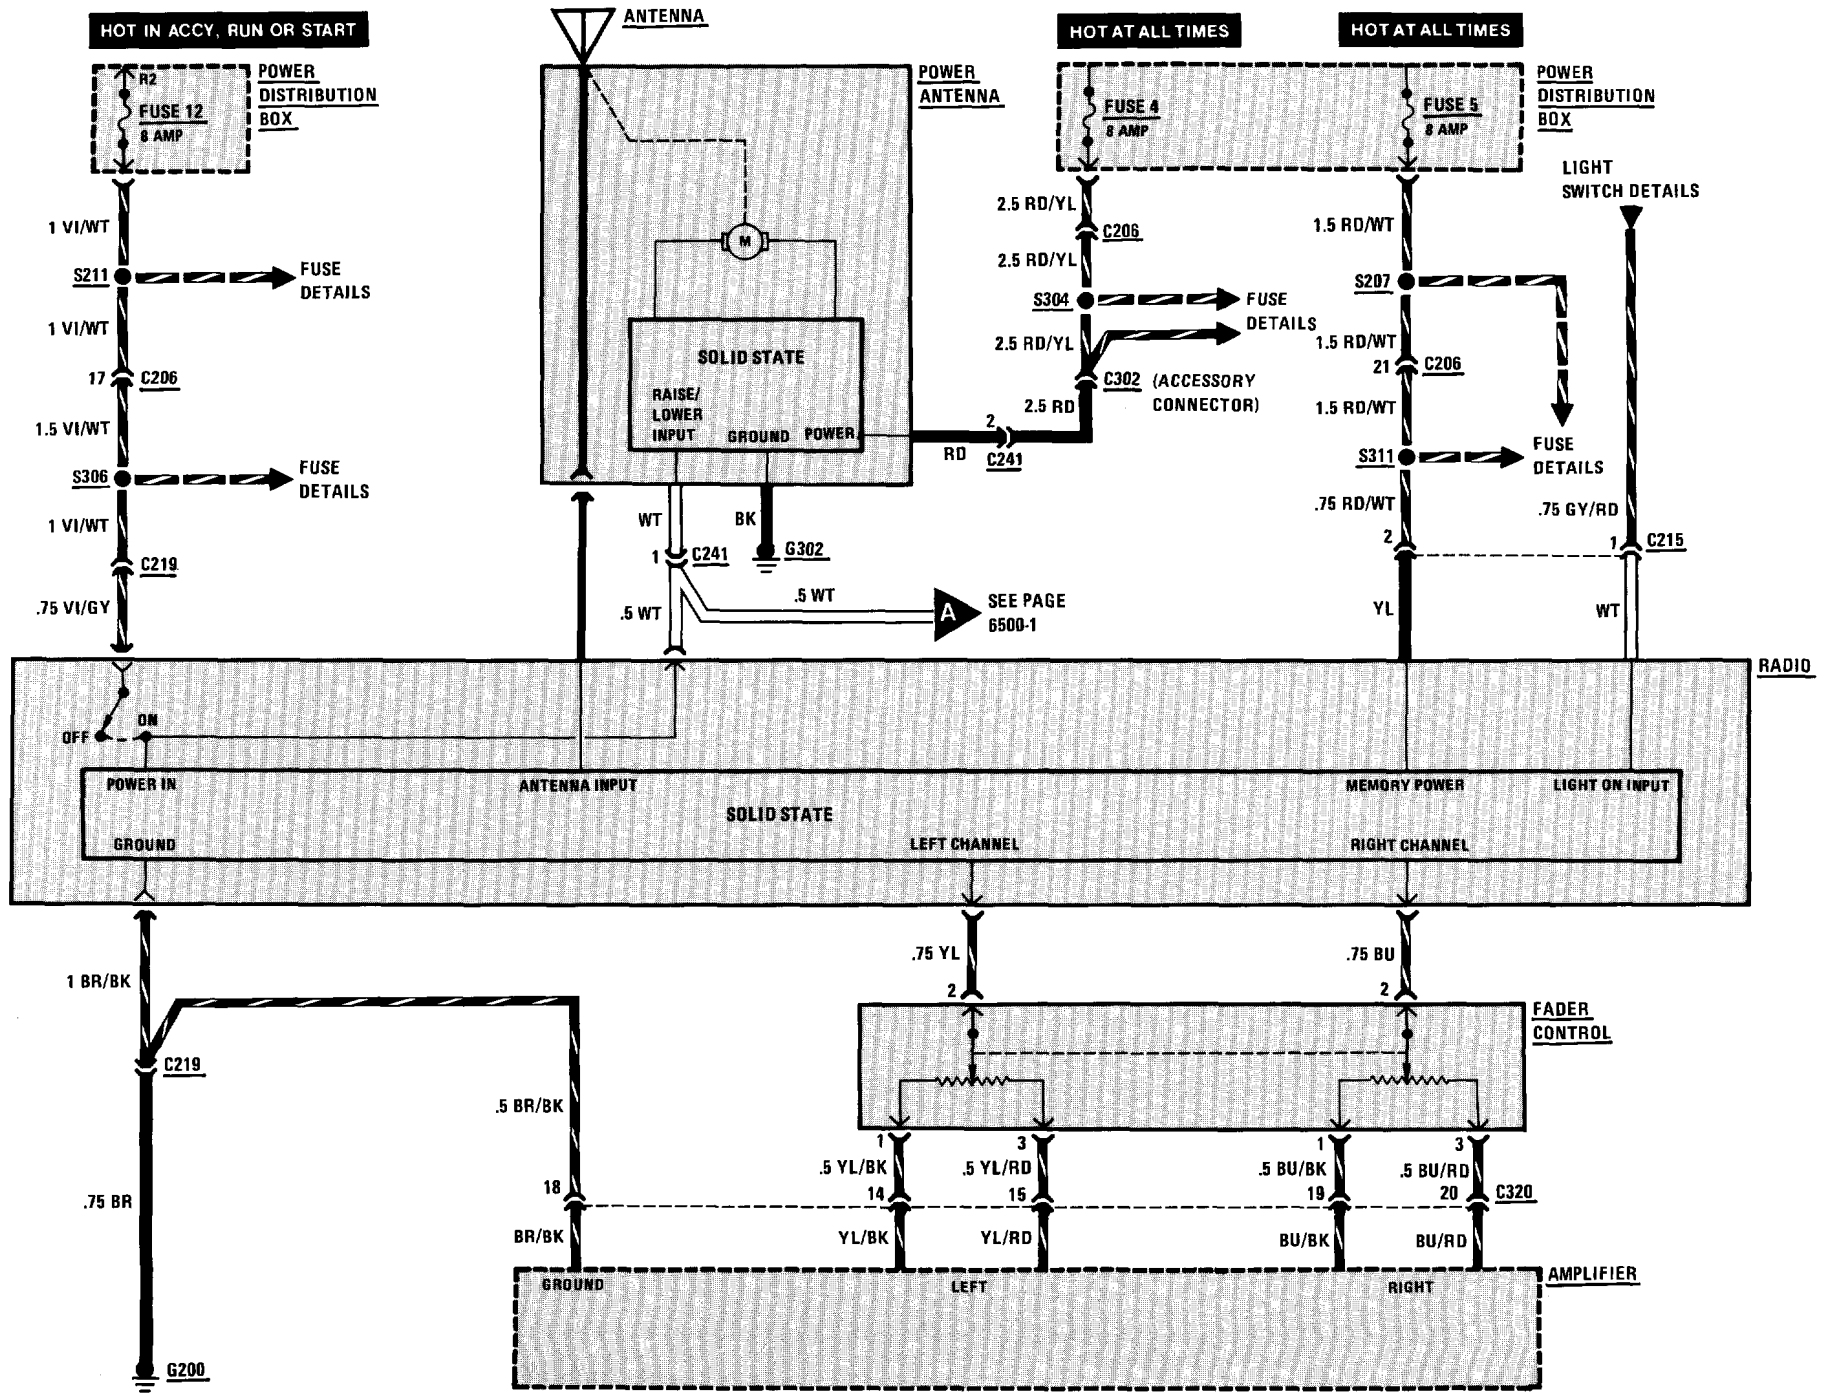 HOT IN ACCY, RUN OR START
R2
FUSE 12
8 AMP
POWER
DISTRIBUTION
BOX
1 VI/WT
S211
FUSE
DETAILS
1 VI/WT
17
C206
1.5 VI/WT
S306
FUSE
DETAILS
1 VI/WT
C219
.75 VI/GY
ANTENNA
POWER
ANTENNA
M
SOLID STATE
RAISE/
LOWER
INPUT
GROUND
POWER
WT
BK
1
C241
G302
.5 WT
.5 WT
A
SEE PAGE
6500-1
RD
2
C241
HOT AT ALL TIMES
HOT AT ALL TIMES
FUSE 4
8 AMP
FUSE 5
8 AMP
POWER
DISTRIBUTION
BOX
2.5 RD/YL
C206
2.5 RD/YL
S304
FUSE
DETAILS
2.5 RD/YL
C302
(ACCESSORY
CONNECTOR)
2.5 RD
1.5 RD/WT
S207
1.5 RD/WT
21
C206
1.5 RD/WT
S311
FUSE
DETAILS
.75 RD/WT
2
YL
LIGHT
SWITCH DETAILS
.75 GY/RD
1
C215
WT
RADIO
OFF
ON
POWER IN
ANTENNA INPUT
MEMORY POWER
LIGHT ON INPUT
SOLID STATE
GROUND
LEFT CHANNEL
RIGHT CHANNEL
1 BR/BK
C219
.75 BR
G200
.5 BR/BK
18
BR/BK
.75 YL
2
.75 BU
2
FADER
CONTROL
1
3
1
3
.5 YL/BK
.5 YL/RD
.5 BU/BK
.5 BU/RD
14
15
19
20
C320
YL/BK
YL/RD
BU/BK
BU/RD
GROUND
LEFT
RIGHT
AMPLIFIER